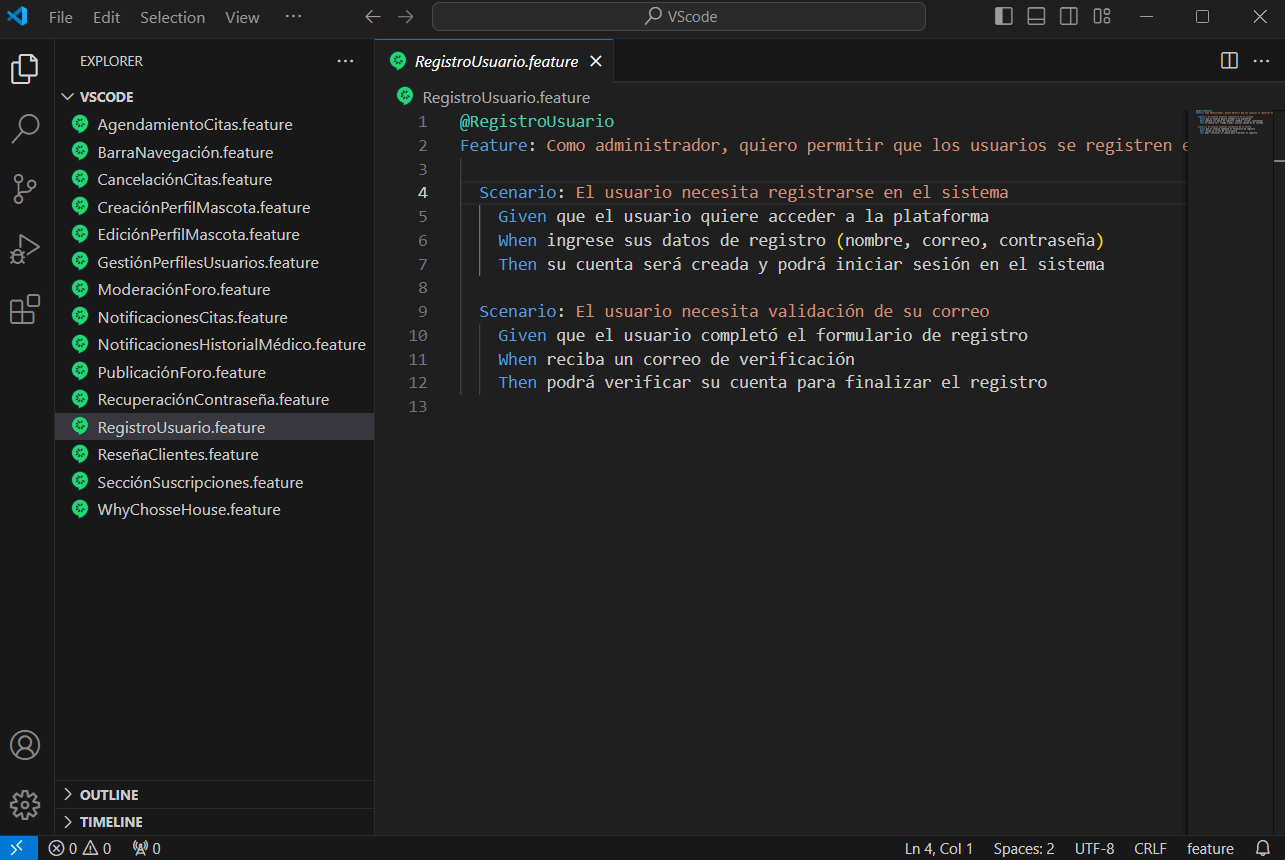 File Edit Selection View ··· VScode
EXPLORER ···
VSCODE
AgendamientoCitas.feature
BarraNavegación.feature
CancelaciónCitas.feature
CreaciónPerfilMascota.feature
EdiciónPerfilMascota.feature
GestiónPerfilesUsuarios.feature
ModeraciónForo.feature
NotificacionesCitas.feature
NotificacionesHistorialMédico.feature
PublicaciónForo.feature
RecuperaciónContraseña.feature
RegistroUsuario.feature
ReseñaClientes.feature
SecciónSuscripciones.feature
WhyChosseHouse.feature
OUTLINE
TIMELINE
RegistroUsuario.feature
RegistroUsuario.feature
1 @RegistroUsuario
2 Feature: Como administrador, quiero permitir que los usuarios se registren e
3
4 Scenario: El usuario necesita registrarse en el sistema
5 Given que el usuario quiere acceder a la plataforma
6 When ingrese sus datos de registro (nombre, correo, contraseña)
7 Then su cuenta será creada y podrá iniciar sesión en el sistema
8
9 Scenario: El usuario necesita validación de su correo
10 Given que el usuario completó el formulario de registro
11 When reciba un correo de verificación
12 Then podrá verificar su cuenta para finalizar el registro
13
0 0 0 Ln 4, Col 1 Spaces: 2 UTF-8 CRLF feature